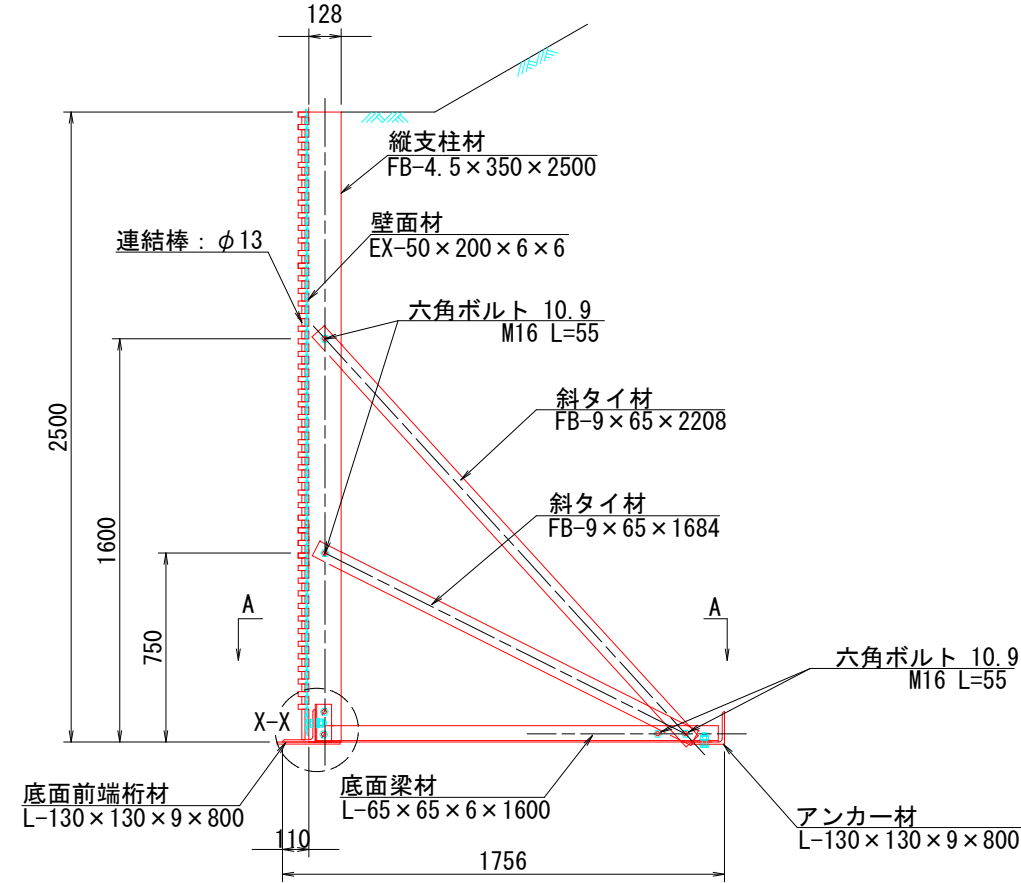 128
縦支柱材
FB-4.5×350×2500
壁面材
EX-50×200×6×6
連結棒：φ13
六角ボルト 10.9
M16 L=55
斜タイ材
FB-9×65×2208
斜タイ材
FB-9×65×1684
2500
1600
750
A
A
六角ボルト 10.9
M16 L=55
X-X
底面前端桁材
L-130×130×9×800
底面梁材
L-65×65×6×1600
アンカー材
L-130×130×9×800
110
1756